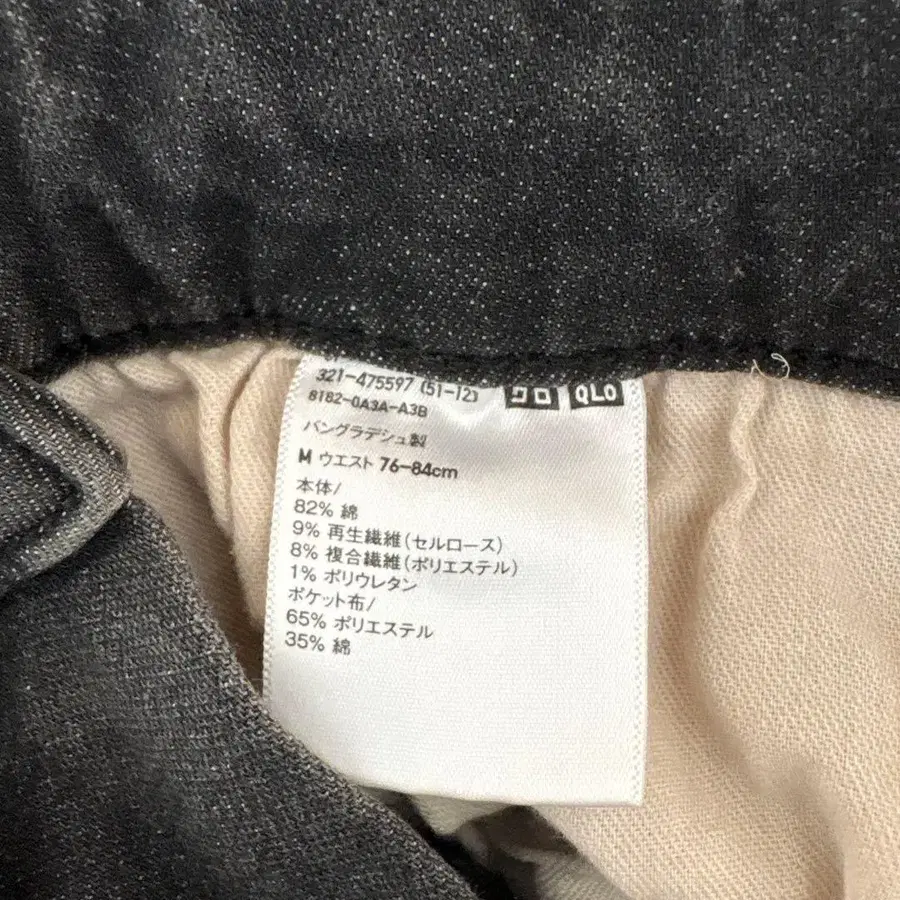 321-475597 (51-12)
クロ QLO
8182-0A3A-A3B
バングラデシュ製
M ウエスト 76-84cm
本体/
82% 綿
9% 再生繊維(セルロース)
8% 複合繊維(ポリエステル)
1% ポリウレタン
ポケット布/
65% ポリエステル
35% 綿